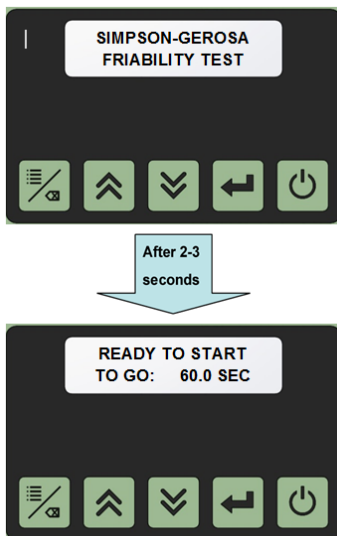 SIMPSON-GEROSA
FRIABILITY TEST
After 2-3
seconds
READY TO START
TO GO: 60.0 SEC